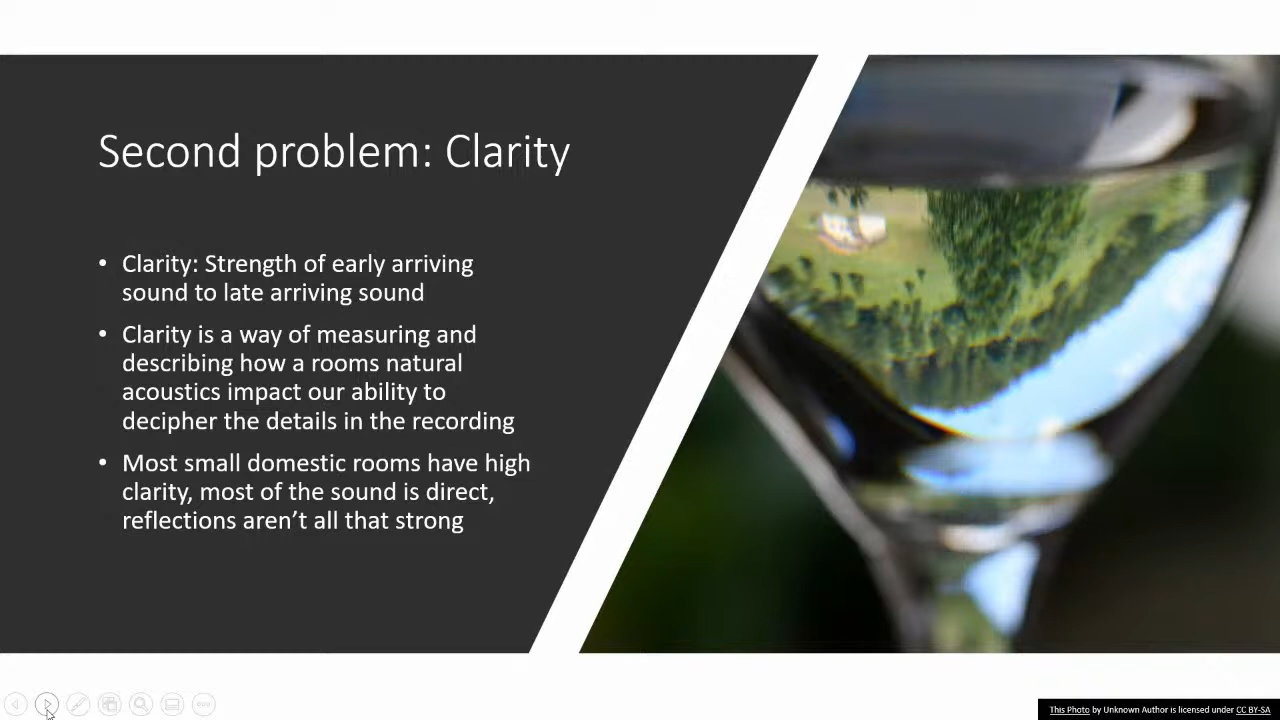 Second problem: Clarity
• Clarity: Strength of early arriving
sound to late arriving sound
• Clarity is a way of measuring and
describing how a rooms natural
acoustics impact our ability to
decipher the details in the recording
• Most small domestic rooms have high
clarity, most of the sound is direct,
reflections aren’t all that strong
This Photo by Unknown Author is licensed under CC BY-SA